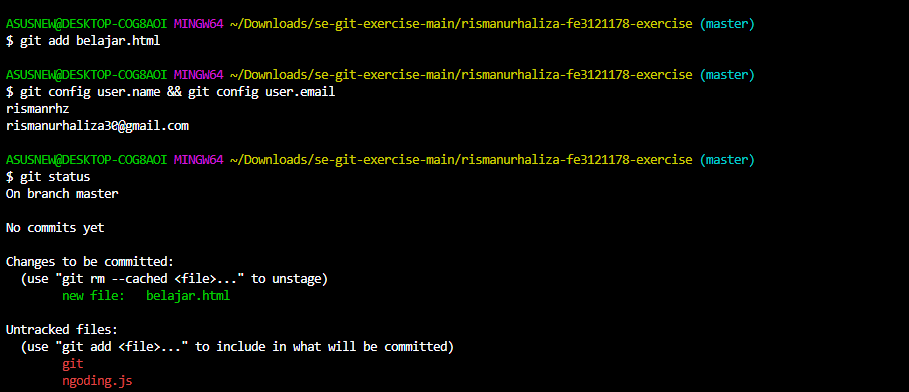 ASUSNEW@DESKTOP-COG8AOI MINGW64 ~/Downloads/se-git-exercise-main/rismanurhaliza-fe3121178-exercise (master)
$ git add belajar.html
ASUSNEW@DESKTOP-COG8AOI MINGW64 ~/Downloads/se-git-exercise-main/rismanurhaliza-fe3121178-exercise (master)
$ git config user.name && git config user.email
rismanrhz
rismanurhaliza30@gmail.com
ASUSNEW@DESKTOP-COG8AOI MINGW64 ~/Downloads/se-git-exercise-main/rismanurhaliza-fe3121178-exercise (master)
$ git status
On branch master
No commits yet
Changes to be committed:
(use "git rm --cached <file>..." to unstage)
new file:   belajar.html
Untracked files:
(use "git add <file>..." to include in what will be committed)
git
ngoding.js